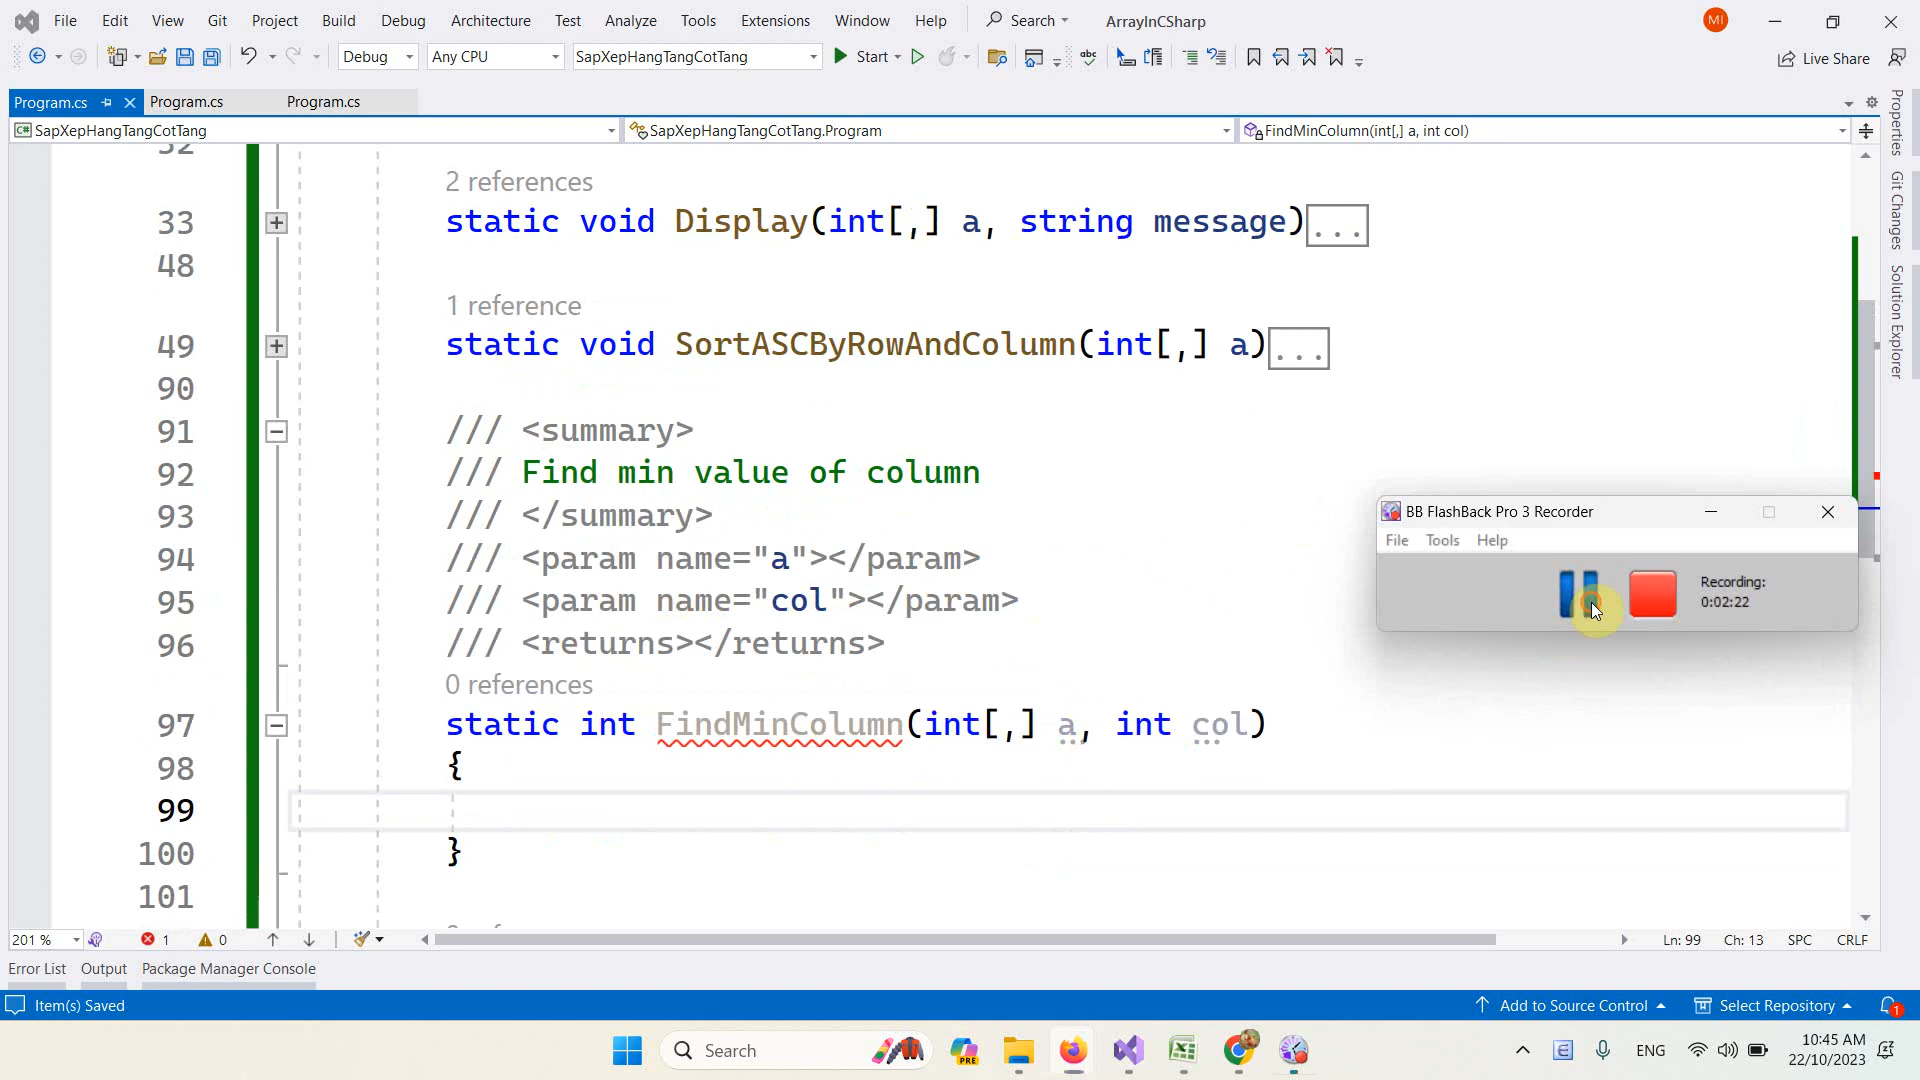 File Edit View Git Project Build Debug Architecture Test Analyze Tools Extensions Window Help Search ArrayInCSharp MI
Debug Any CPU SapXepHangTangCotTang Start abc Live Share
Program.cs Program.cs Program.cs
C# SapXepHangTangCotTang SapXepHangTangCotTang.Program FindMinColumn(int[,] a, int col)
Properties
Git Changes
Solution Explorer
32
2 references
33 static void Display(int[,] a, string message)...
48
1 reference
49 static void SortASCByRowAndColumn(int[,] a)...
90
91 /// <summary>
92 /// Find min value of column
93 /// </summary>
94 /// <param name="a"></param>
95 /// <param name="col"></param>
96 /// <returns></returns>
0 references
97 static int FindMinColumn(int[,] a, int col)
98 {
99
100 }
101
BB FlashBack Pro 3 Recorder
File Tools Help
Recording:
0:02:22
201 % 1 0 Ln: 99 Ch: 13 SPC CRLF
Error List Output Package Manager Console
Item(s) Saved Add to Source Control Select Repository 1
Search PRE ENG 10:45 AM
22/10/2023